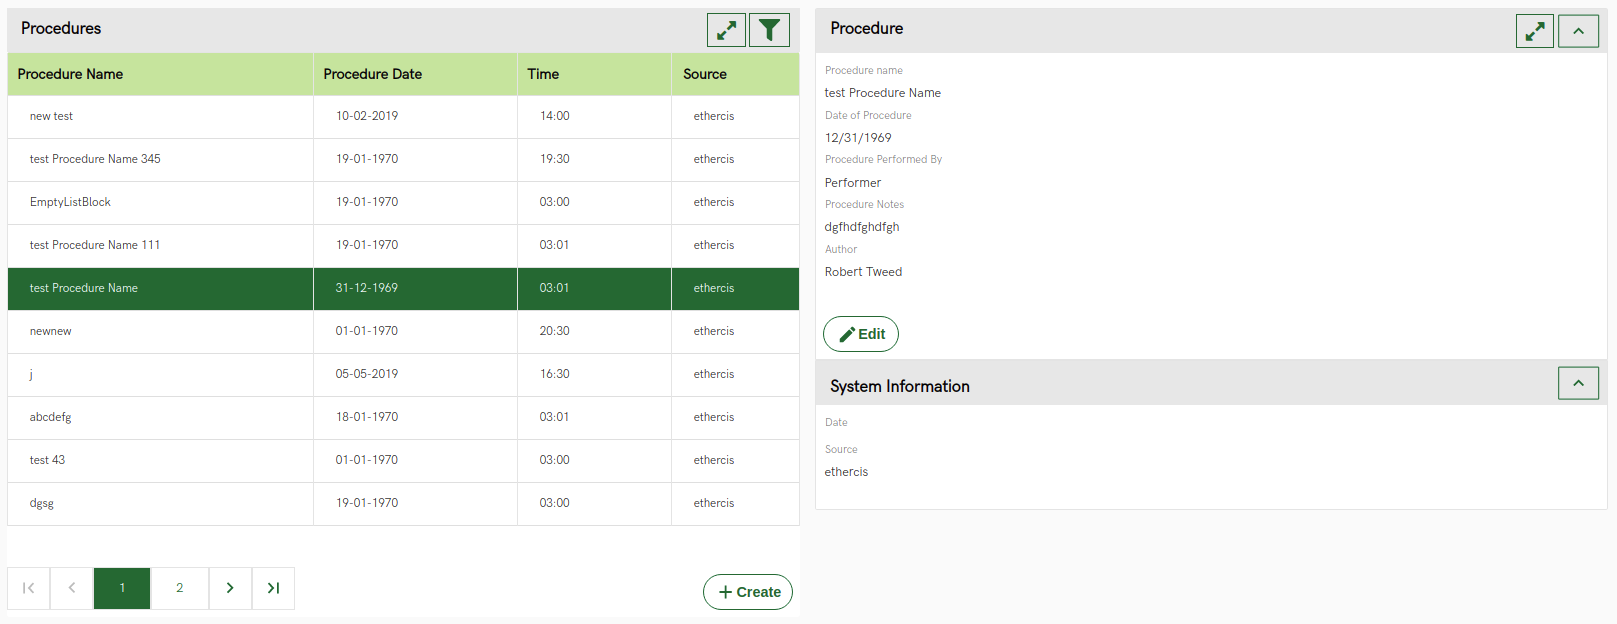 Procedures
Procedure Name Procedure Date Time Source
new test 10-02-2019 14:00 ethercis
test Procedure Name 345 19-01-1970 19:30 ethercis
EmptyListBlock 19-01-1970 03:00 ethercis
test Procedure Name 111 19-01-1970 03:01 ethercis
test Procedure Name 31-12-1969 03:01 ethercis
newnew 01-01-1970 20:30 ethercis
j 05-05-2019 16:30 ethercis
abcdefg 18-01-1970 03:01 ethercis
test 43 01-01-1970 03:00 ethercis
dgsg 19-01-1970 03:00 ethercis
1 2
Create
Procedure
Procedure name
test Procedure Name
Date of Procedure
12/31/1969
Procedure Performed By
Performer
Procedure Notes
dgfhdfghdfgh
Author
Robert Tweed
Edit
System Information
Date
Source
ethercis